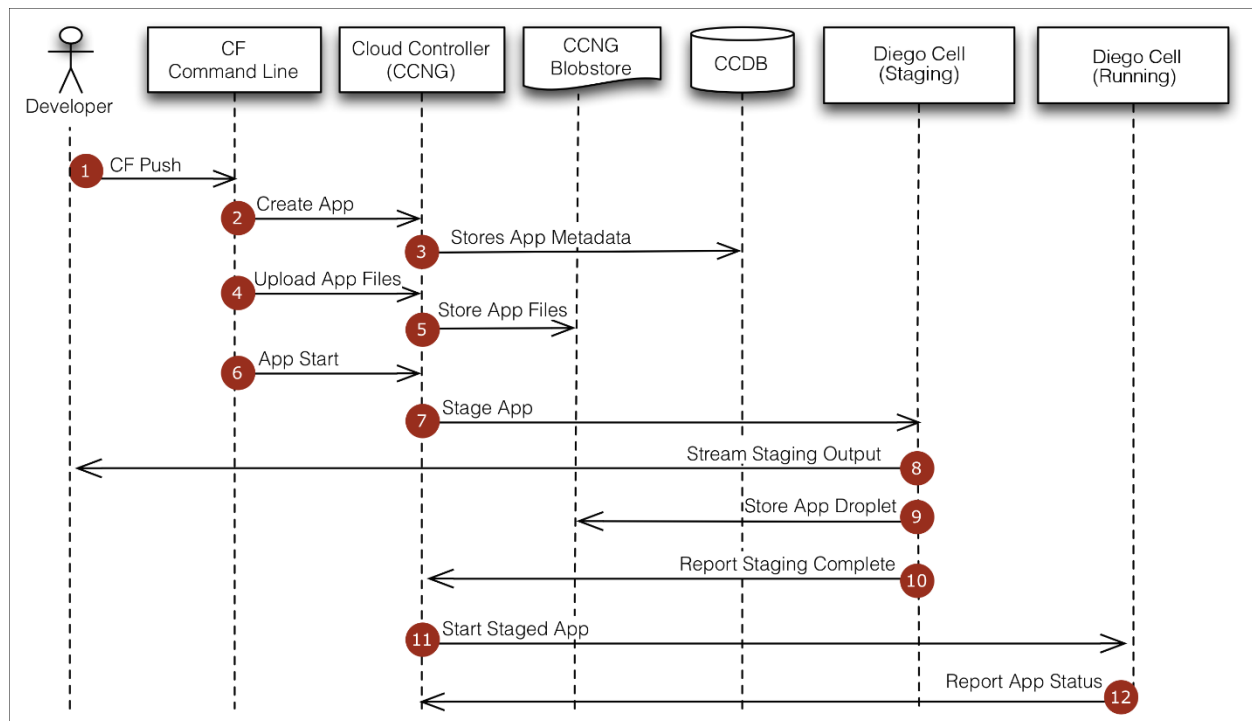 Developer
CF
Command Line
Cloud Controller
(CCNG)
CCNG
Blobstore
CCDB
Diego Cell
(Staging)
Diego Cell
(Running)
1 CF Push
2 Create App
3 Stores App Metadata
4 Upload App Files
5 Store App Files
6 App Start
7 Stage App
Stream Staging Output 8
Store App Droplet 9
Report Staging Complete 10
11 Start Staged App
Report App Status 12